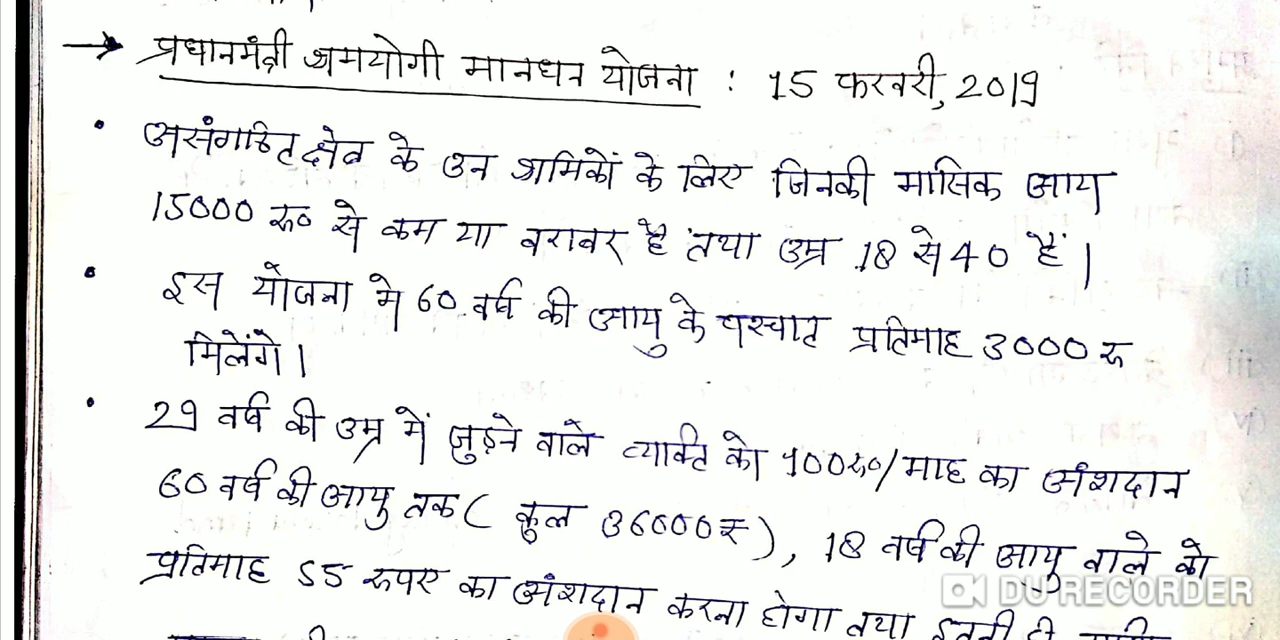 → प्रधानमंत्री श्रमयोगी मानधन योजना : 15 फरवरी, 2019
• असंगठित क्षेत्र के उन श्रमिकों के लिए जिनकी मासिक आय
15000 रु० से कम या बराबर है तथा उम्र 18 से 40 है।
• इस योजना मे 60 वर्ष की आयु के पश्चात प्रतिमाह 3000 रु
मिलेंगे।
• 29 वर्ष की उम्र में जुड़ने वाले व्यक्ति को 100रु०/माह का अंशदान
60 वर्ष की आयु तक ( कुल 36000रु ), 18 वर्ष की आयु वाले को
प्रतिमाह 55 रुपए का अंशदान करना होगा तथा इतनी ही
DU RECORDER